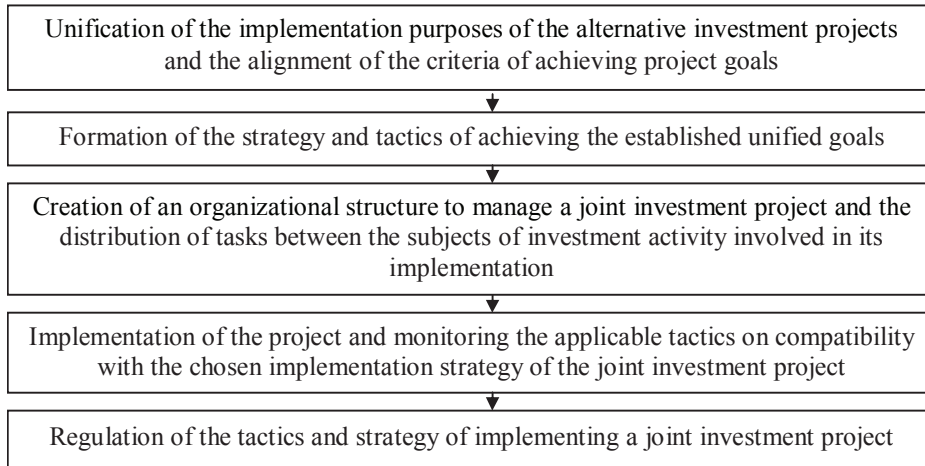 Unification of the implementation purposes of the alternative investment projects
and the alignment of the criteria of achieving project goals
Formation of the strategy and tactics of achieving the established unified goals
Creation of an organizational structure to manage a joint investment project and the
distribution of tasks between the subjects of investment activity involved in its
implementation
Implementation of the project and monitoring the applicable tactics on compatibility
with the chosen implementation strategy of the joint investment project
Regulation of the tactics and strategy of implementing a joint investment project